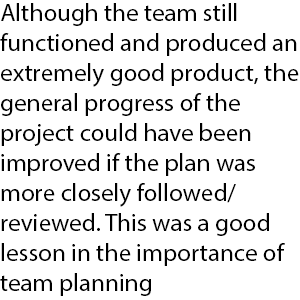 Although the team still
functioned and produced an
extremely good product, the
general progress of the
project could have been
improved if the plan was
more closely followed/
reviewed. This was a good
lesson in the importance of
team planning